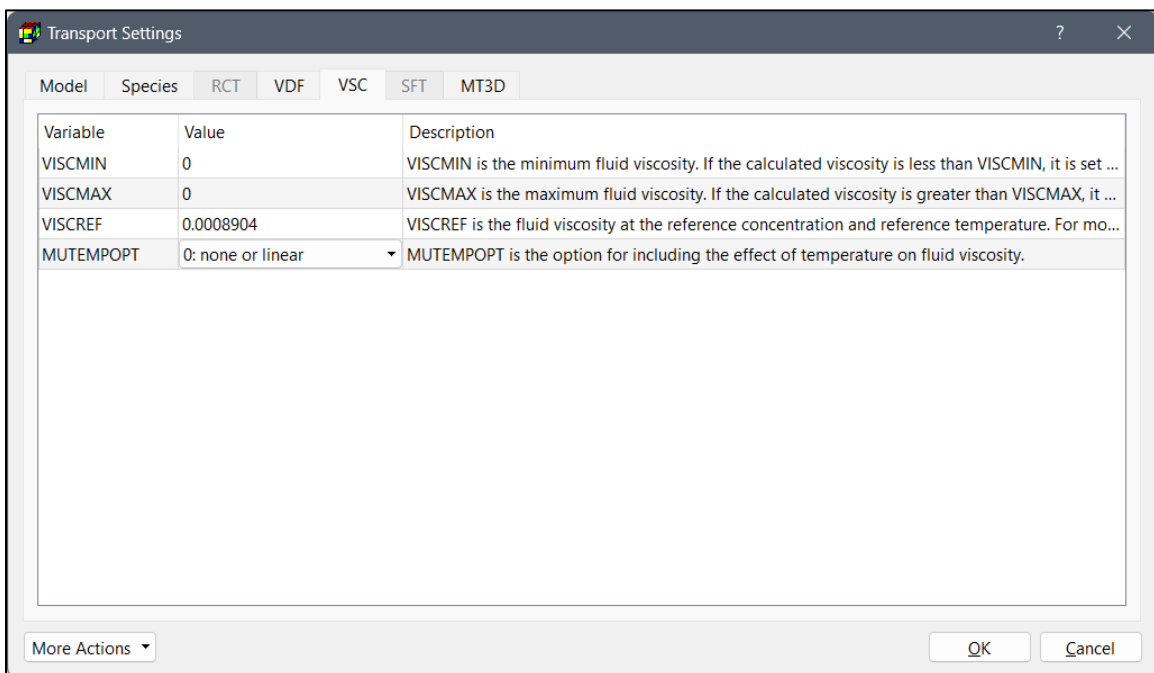 Transport Settings ? ×
Model Species RCT VDF VSC SFT MT3D
Variable Value Description
VISCMIN 0 VISCMIN is the minimum fluid viscosity. If the calculated viscosity is less than VISCMIN, it is set ...
VISCMAX 0 VISCMAX is the maximum fluid viscosity. If the calculated viscosity is greater than VISCMAX, it ...
VISCREF 0.0008904 VISCREF is the fluid viscosity at the reference concentration and reference temperature. For mo...
MUTEMPOPT 0: none or linear MUTEMPOPT is the option for including the effect of temperature on fluid viscosity.
More Actions OK Cancel